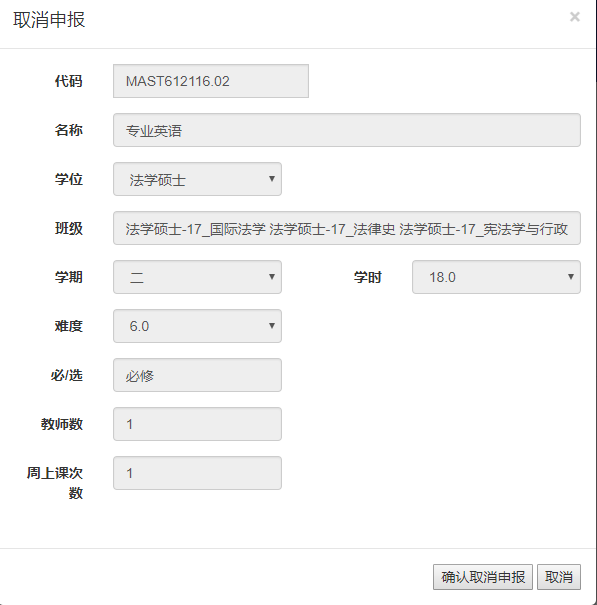 取消申报 ×
代码 MAST612116.02
名称 专业英语
学位 法学硕士
班级 法学硕士-17_国际法学 法学硕士-17_法律史 法学硕士-17_宪法学与行政
学期 二 学时 18.0
难度 6.0
必/选 必修
教师数 1
周上课次 1
数
确认取消申报 取消